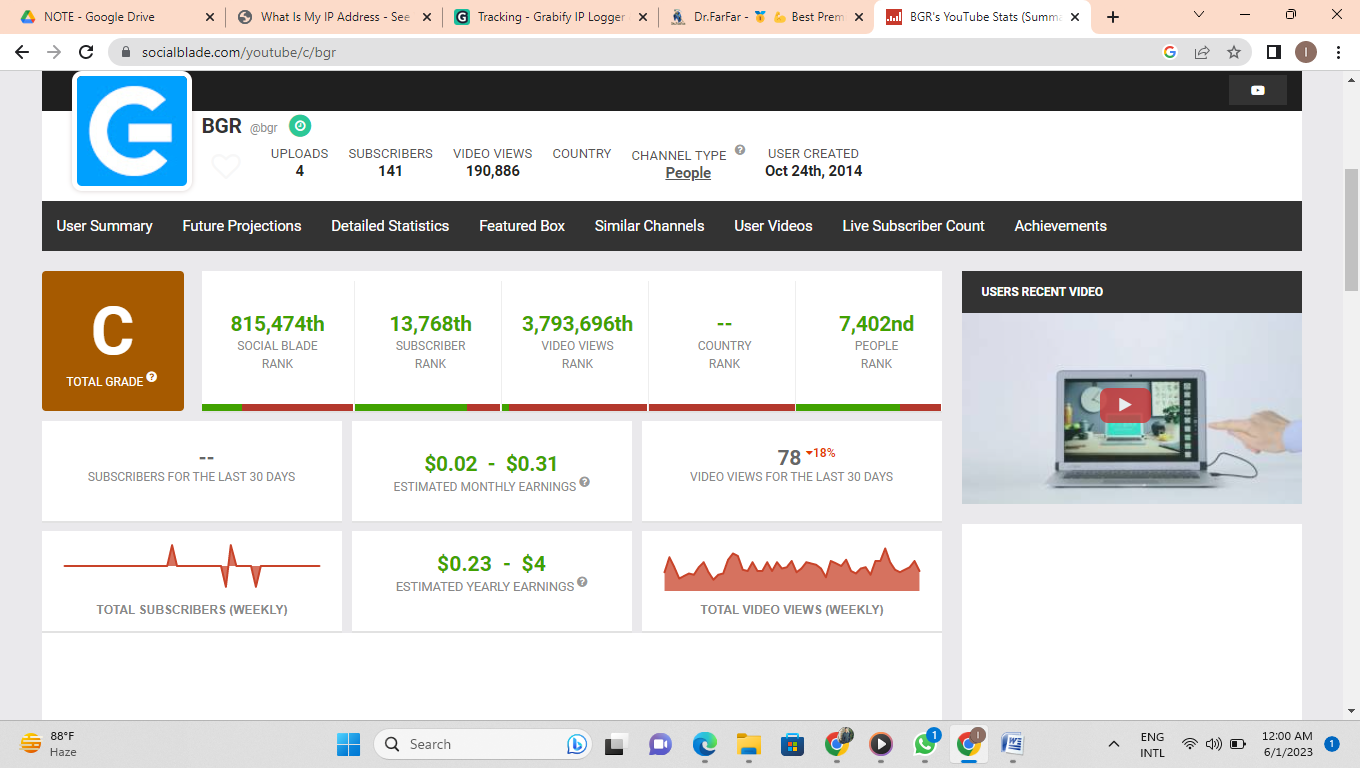 NOTE - Google Drive
What Is My IP Address - See
Tracking - Grabify IP Logger
Dr.FarFar - 🥇 💪 Best Prem
BGR's YouTube Stats (Summa
socialblade.com/youtube/c/bgr
I
BGR @bgr
UPLOADS
4
SUBSCRIBERS
141
VIDEO VIEWS
190,886
COUNTRY
CHANNEL TYPE ?
People
USER CREATED
Oct 24th, 2014
User Summary
Future Projections
Detailed Statistics
Featured Box
Similar Channels
User Videos
Live Subscriber Count
Achievements
C
TOTAL GRADE ?
815,474th
SOCIAL BLADE
RANK
13,768th
SUBSCRIBER
RANK
3,793,696th
VIDEO VIEWS
RANK
--
COUNTRY
RANK
7,402nd
PEOPLE
RANK
USERS RECENT VIDEO
--
SUBSCRIBERS FOR THE LAST 30 DAYS
$0.02 - $0.31
ESTIMATED MONTHLY EARNINGS ?
78 18%
VIDEO VIEWS FOR THE LAST 30 DAYS
TOTAL SUBSCRIBERS (WEEKLY)
$0.23 - $4
ESTIMATED YEARLY EARNINGS ?
TOTAL VIDEO VIEWS (WEEKLY)
88°F
Haze
Search
1
I
ENG
INTL
12:00 AM
6/1/2023
1